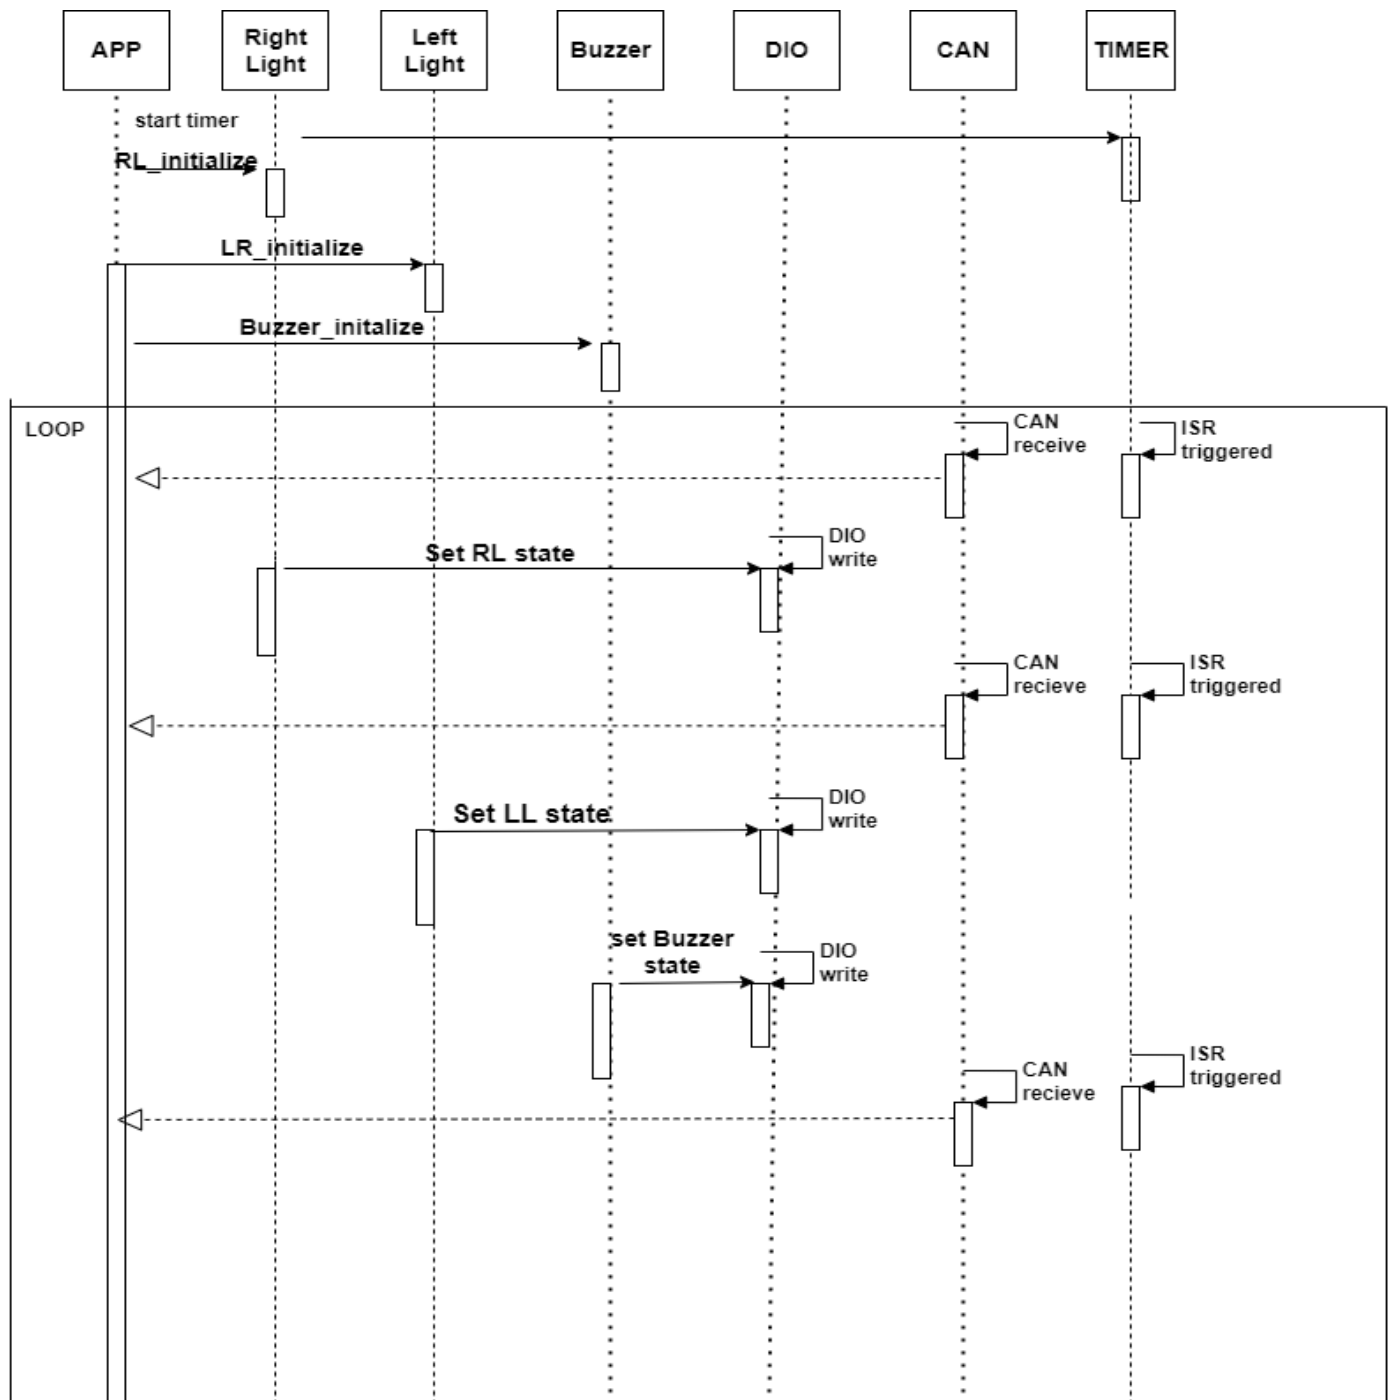 APP
Right
Light
Left
Light
Buzzer
DIO
CAN
TIMER
start timer
RL_initialize
LR_initialize
Buzzer_initalize
LOOP
CAN
receive
ISR
triggered
DIO
write
Set RL state
CAN
recieve
ISR
triggered
DIO
write
Set LL state
set Buzzer
state
DIO
write
ISR
triggered
CAN
recieve